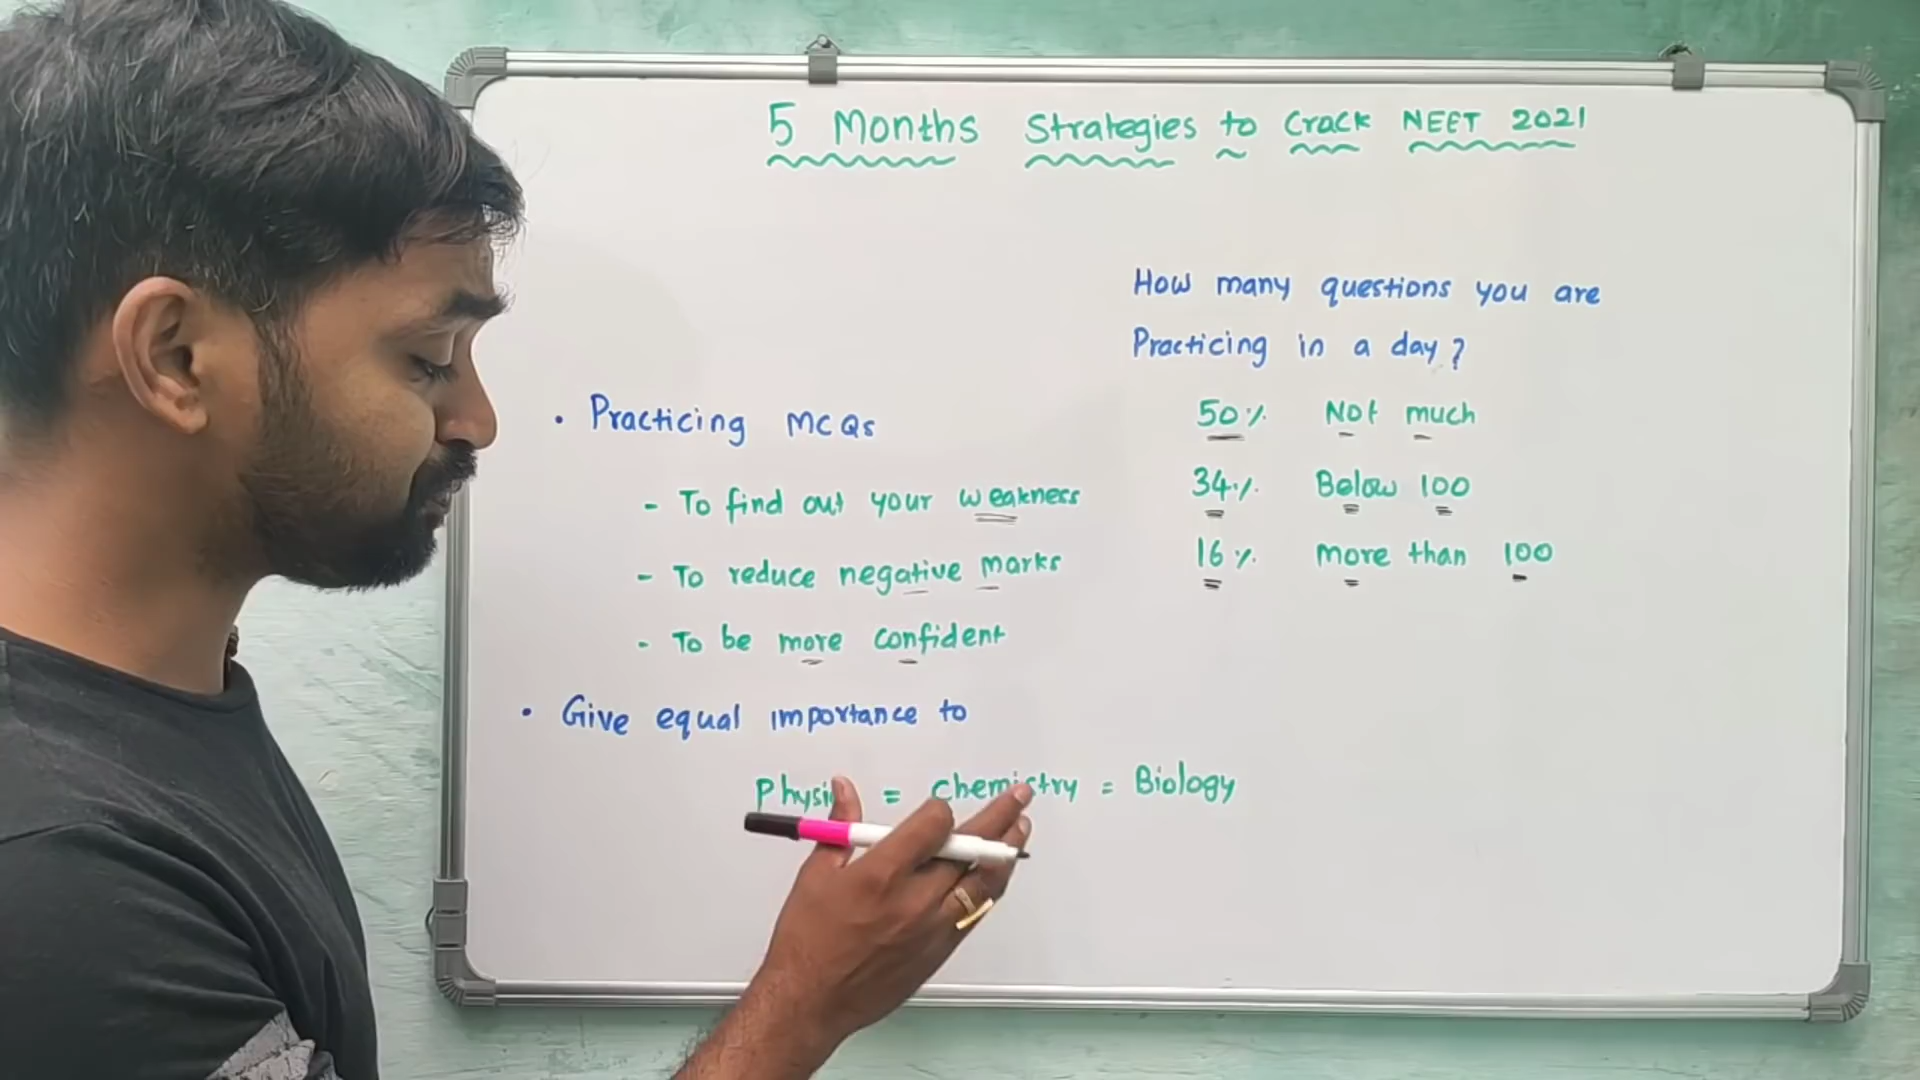 5 Months Strategies to Crack NEET 2021
• Practicing MCQs
- To find out your weakness
- To reduce negative marks
- To be more confident
• Give equal importance to
= Chemistry = Biology
How many questions you are
Practicing in a day?
50% Not much
34% Below 100
16% more than 100